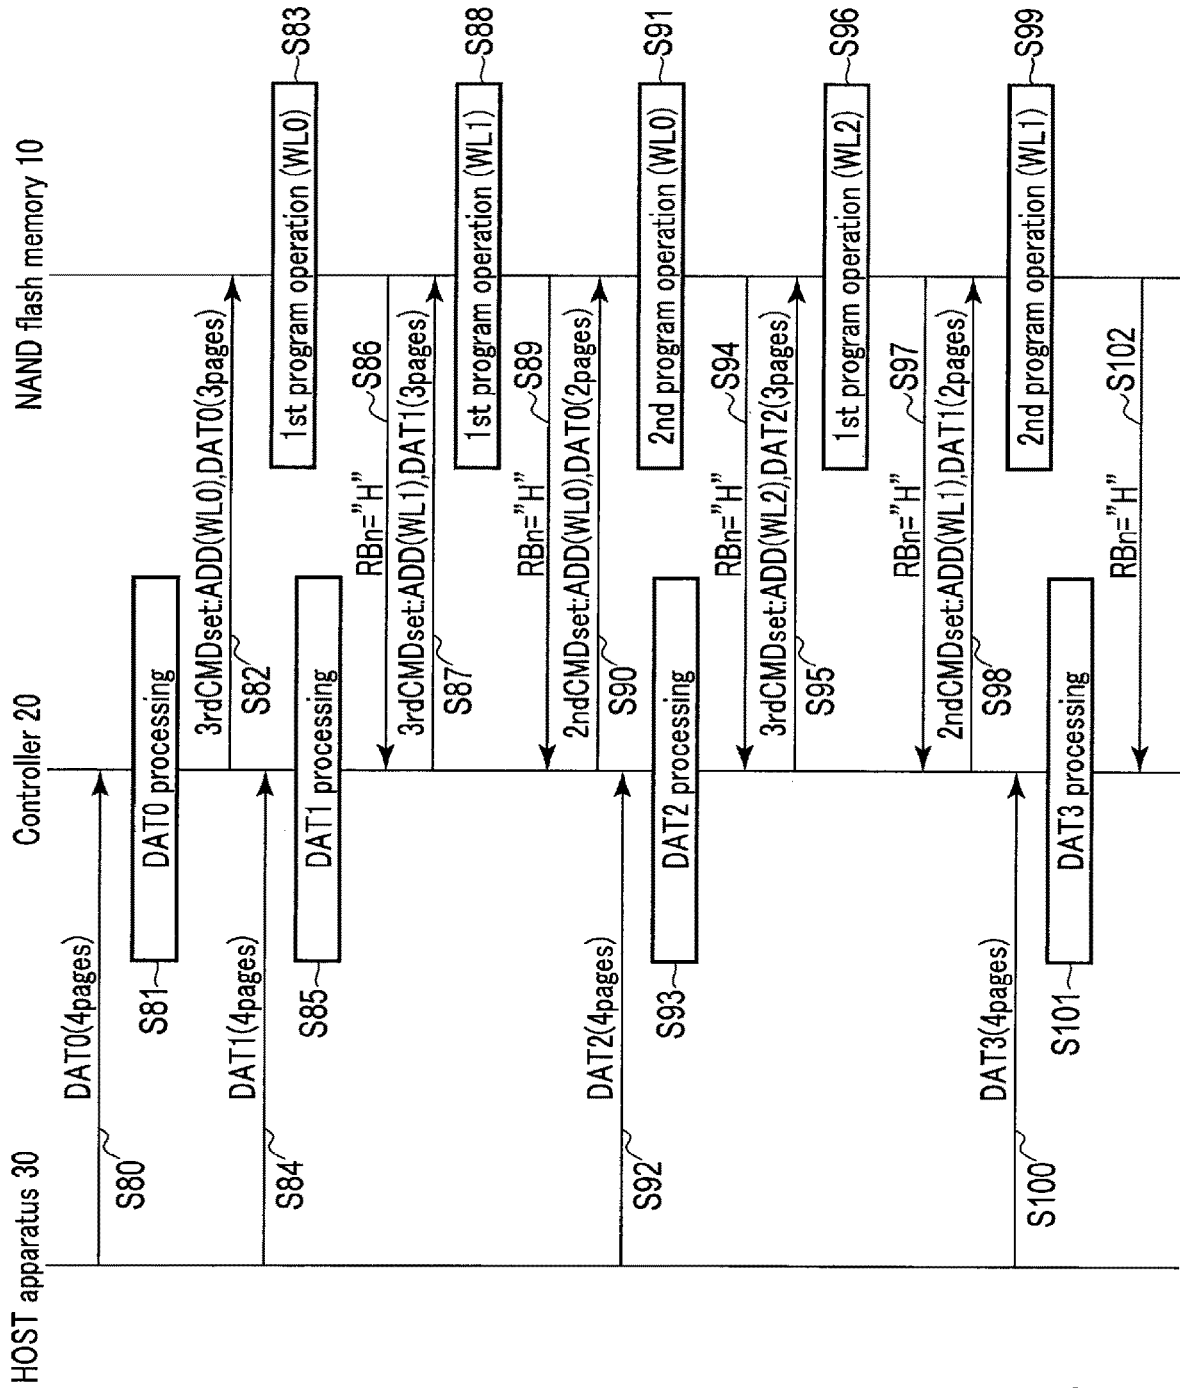 HOST apparatus 30
Controller 20
NAND flash memory 10
DAT0(4pages)
S80
S81
DAT0 processing
3rdCMDset:ADD(WL0),DAT0(3pages)
S82
1st program operation (WL0)
S83
DAT1(4pages)
S84
S85
DAT1 processing
RBn="H"
S86
3rdCMDset:ADD(WL1),DAT1(3pages)
S87
1st program operation (WL1)
S88
RBn="H"
S89
2ndCMDset:ADD(WL0),DAT0(2pages)
S90
2nd program operation (WL0)
S91
DAT2(4pages)
S92
S93
DAT2 processing
RBn="H"
S94
3rdCMDset:ADD(WL2),DAT2(3pages)
S95
1st program operation (WL2)
S96
RBn="H"
S97
2ndCMDset:ADD(WL1),DAT1(2pages)
S98
2nd program operation (WL1)
S99
DAT3(4pages)
S100
S101
DAT3 processing
RBn="H"
S102